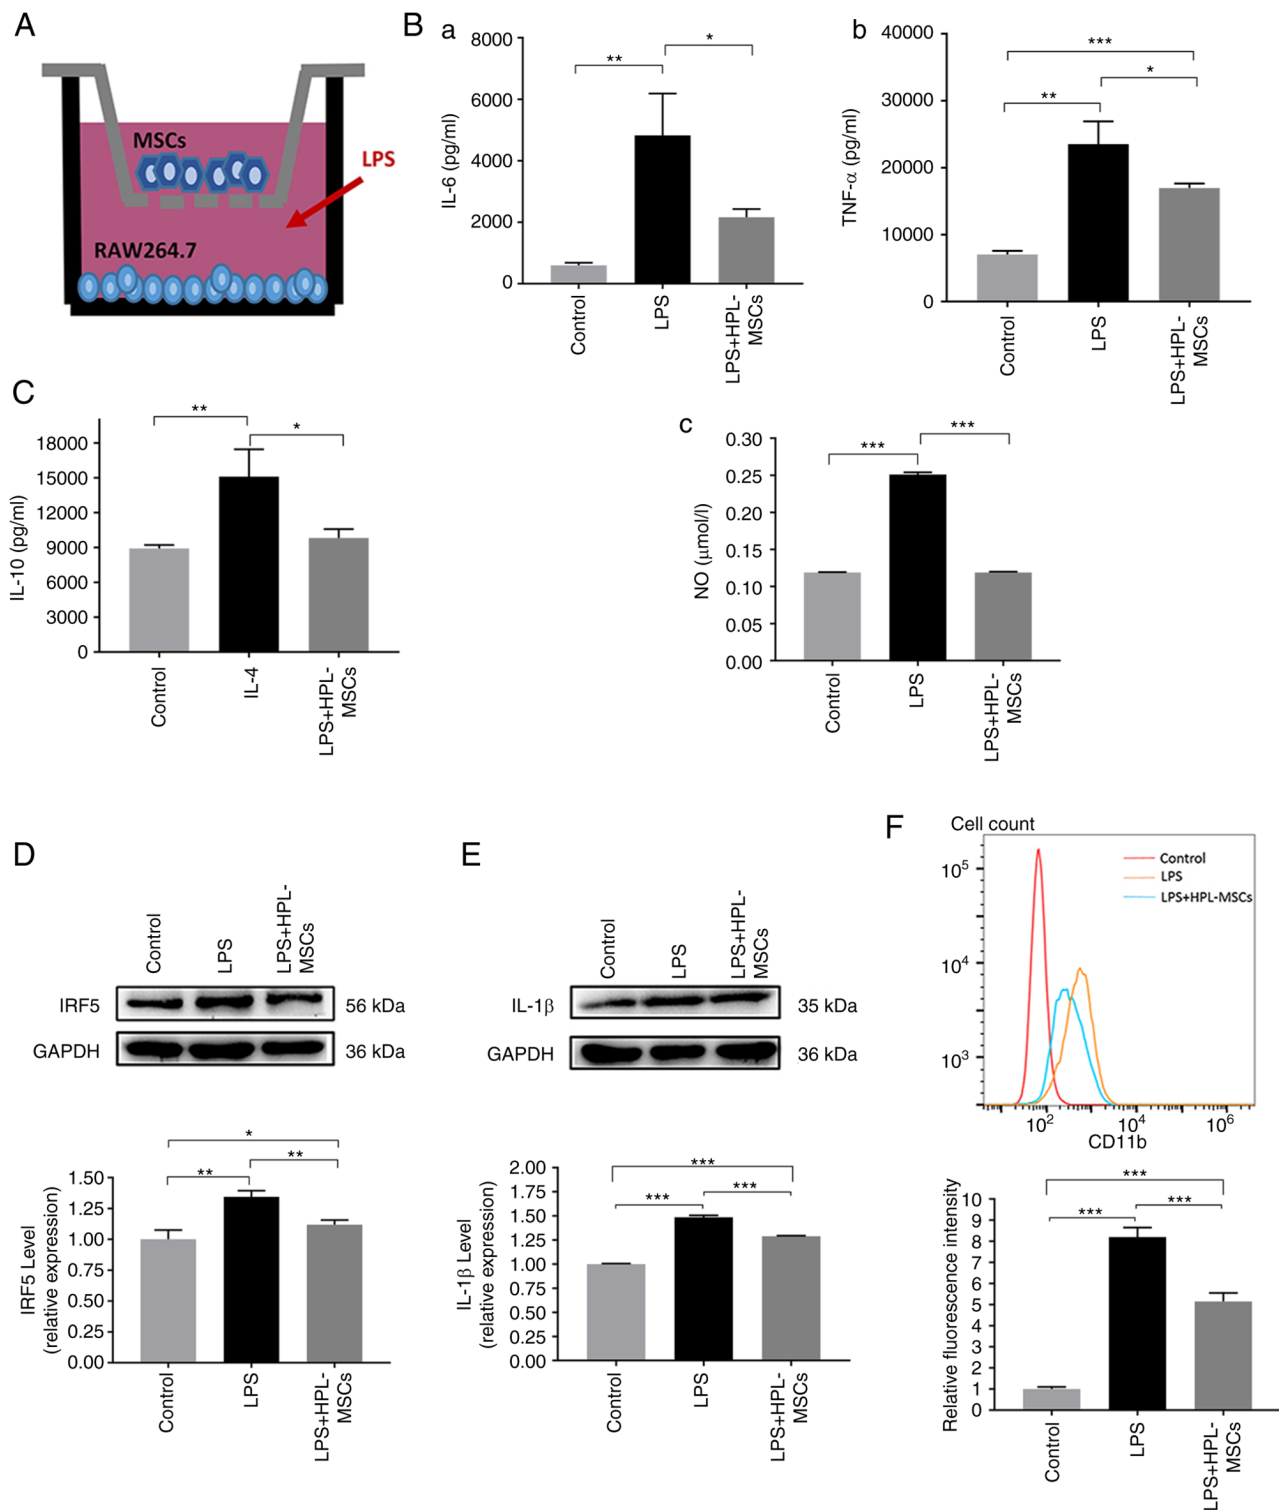 A
MSCs
LPS
RAW264.7
B
a
8000
6000
4000
2000
0
IL-6 (pg/ml)
**
*
Control
LPS
LPS+HPL-
MSCs
b
40000
30000
20000
10000
0
TNF-α (pg/ml)
***
**
*
Control
LPS
LPS+HPL-
MSCs
C
18000
15000
12000
9000
6000
3000
0
IL-10 (pg/ml)
**
*
Control
IL-4
LPS+HPL-
MSCs
c
0.30
0.25
0.20
0.15
0.10
0.05
0.00
NO (μmol/l)
***
***
Control
LPS
LPS+HPL-
MSCs
D
Control
LPS
LPS+HPL-
MSCs
IRF5
56 kDa
GAPDH
36 kDa
1.50
1.25
1.00
0.75
0.50
0.25
0.00
IRF5 Level
(relative expression)
*
**
**
Control
LPS
LPS+HPL-
MSCs
E
Control
LPS
LPS+HPL-
MSCs
IL-1β
35 kDa
GAPDH
36 kDa
2.00
1.75
1.50
1.25
1.00
0.75
0.50
0.25
0.00
IL-1β Level
(relative expression)
***
***
***
Control
LPS
LPS+HPL-
MSCs
F
Cell count
10⁵
10⁴
10³
Control
LPS
LPS+HPL-MSCs
10² 10⁴ 10⁶
CD11b
10
9
8
7
6
5
4
3
2
1
0
Relative fluorescence intensity
***
***
***
Control
LPS
LPS+HPL-
MSCs